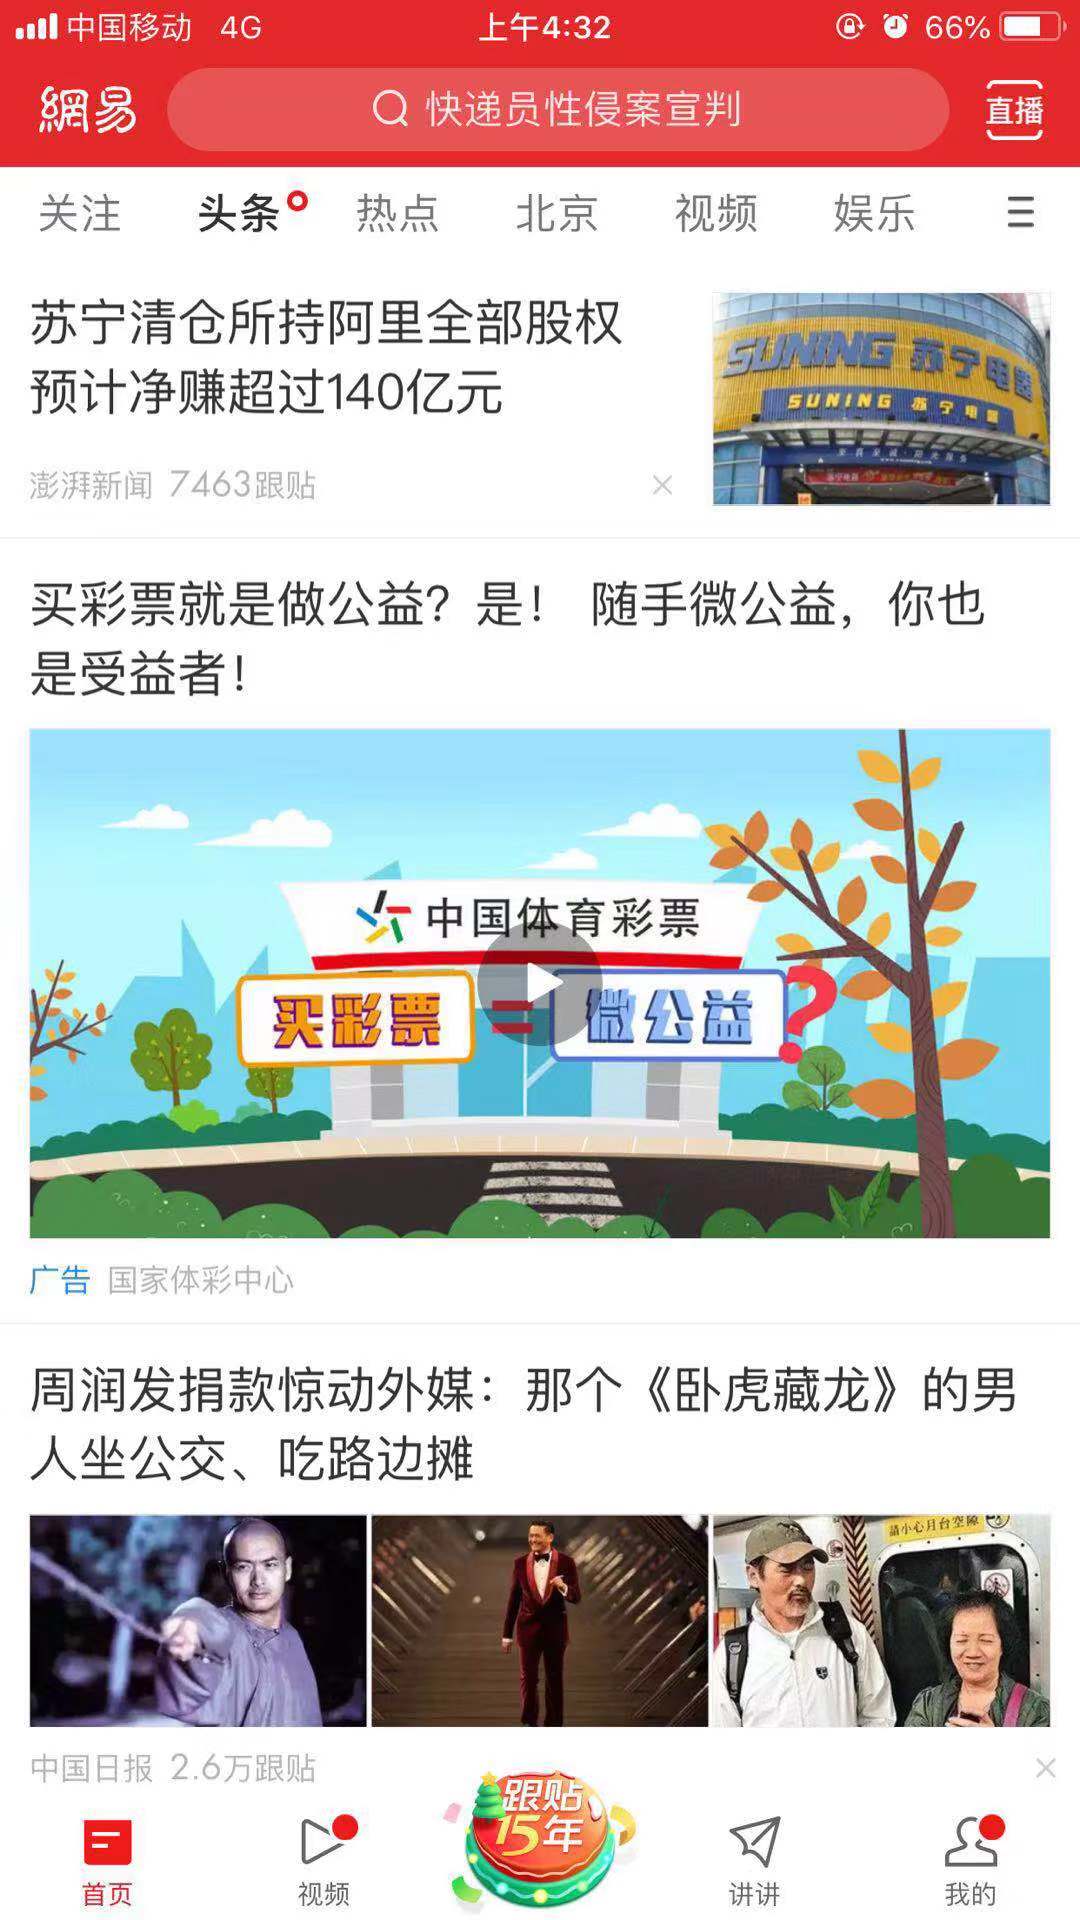 中国移动 4G 上午4:32 66%
網易 快递员性侵案宣判 直播
关注 头条 热点 北京 视频 娱乐
苏宁清仓所持阿里全部股权
预计净赚超过140亿元
SUNING 苏宁电器
SUNING 苏宁电器
澎湃新闻 7463跟贴
买彩票就是做公益？是！ 随手微公益，你也
是受益者！
中国体育彩票
买彩票 = 微公益?
广告 国家体彩中心
周润发捐款惊动外媒：那个《卧虎藏龙》的男
人坐公交、吃路边摊
請小心月台空隙
中国日报 2.6万跟贴
跟贴
15年
首页 视频 讲讲 我的